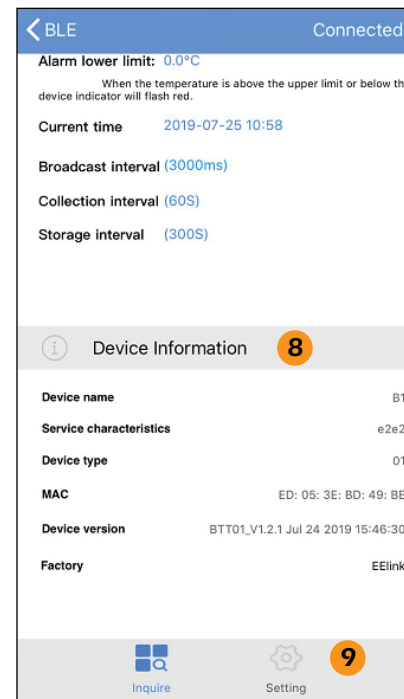 BLE Connected
Alarm lower limit: 0.0°C
When the temperature is above the upper limit or below th
device indicator will flash red.
Current time 2019-07-25 10:58
Broadcast interval (3000ms)
Collection interval (60S)
Storage interval (300S)
Device Information 8
Device name B1
Service characteristics e2e2
Device type 01
MAC ED: 05: 3E: BD: 49: BE
Device version BTT01_V1.2.1 Jul 24 2019 15:46:30
Factory EElink
9
Inquire Setting